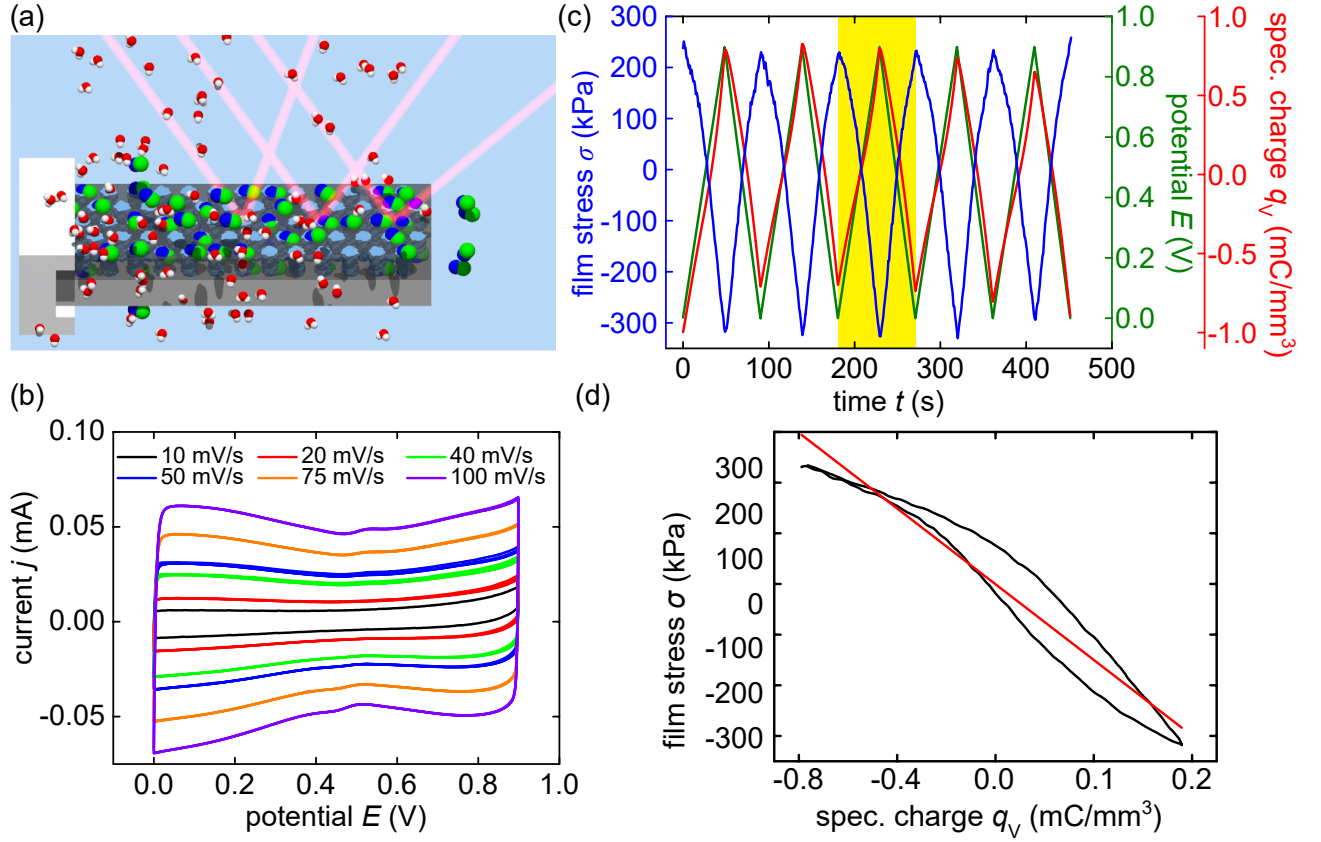 (a)
(b)
10 mV/s 20 mV/s 40 mV/s
50 mV/s 75 mV/s 100 mV/s
0.10
0.05
0.00
-0.05
current j (mA)
0.0 0.2 0.4 0.6 0.8 1.0
potential E (V)
(c)
300
200
100
0
-100
-200
-300
film stress σ (kPa)
0 100 200 300 400 500
time t (s)
1.0
0.8
0.6
0.4
0.2
0.0
potential E (V)
1.0
0.5
0.0
-0.5
-1.0
spec. charge qV (mC/mm³)
(d)
300
200
100
0
-100
-200
-300
film stress σ (kPa)
-0.8 -0.4 0.0 0.1 0.2
spec. charge qV (mC/mm³)